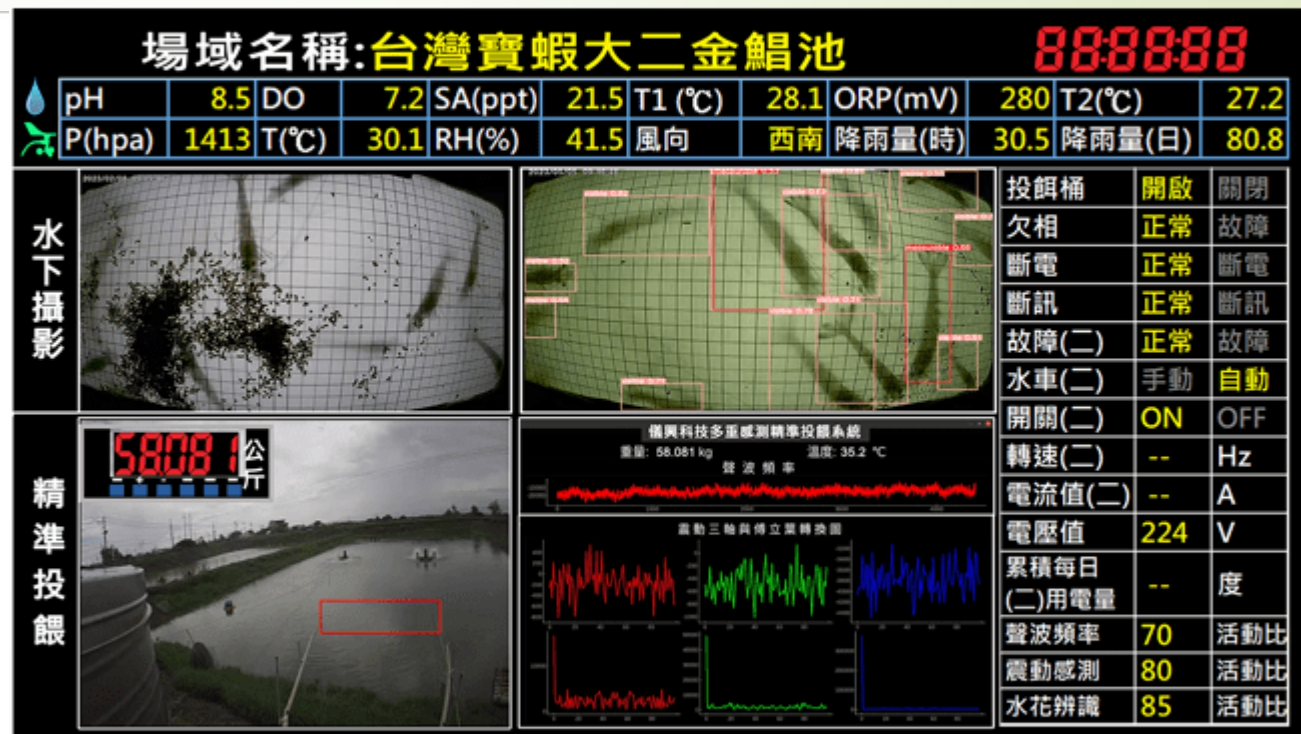 場域名稱:台灣寶蝦大二金鯧池
88:88:88
pH 8.5 DO 7.2 SA(ppt) 21.5 T1 (℃) 28.1 ORP(mV) 280 T2(℃) 27.2
P(hpa) 1413 T(℃) 30.1 RH(%) 41.5 風向 西南 降雨量(時) 30.5 降雨量(日) 80.8
水下攝影
投餌桶 開啟 關閉
欠相 正常 故障
斷電 正常 斷電
斷訊 正常 斷訊
故障(二) 正常 故障
水車(二) 手動 自動
開關(二) ON OFF
轉速(二) -- Hz
電流值(二) -- A
電壓值 224 V
累積每日
(二)用電量 -- 度
聲波頻率 70 活動比
震動感測 80 活動比
水花辨識 85 活動比
精準投餵
58.081 公斤
儀興科技多重感測精準投餵系統
重量: 58.081 kg 溫度: 35.2 ℃
聲波頻率
震動三軸與傅立葉轉換圖